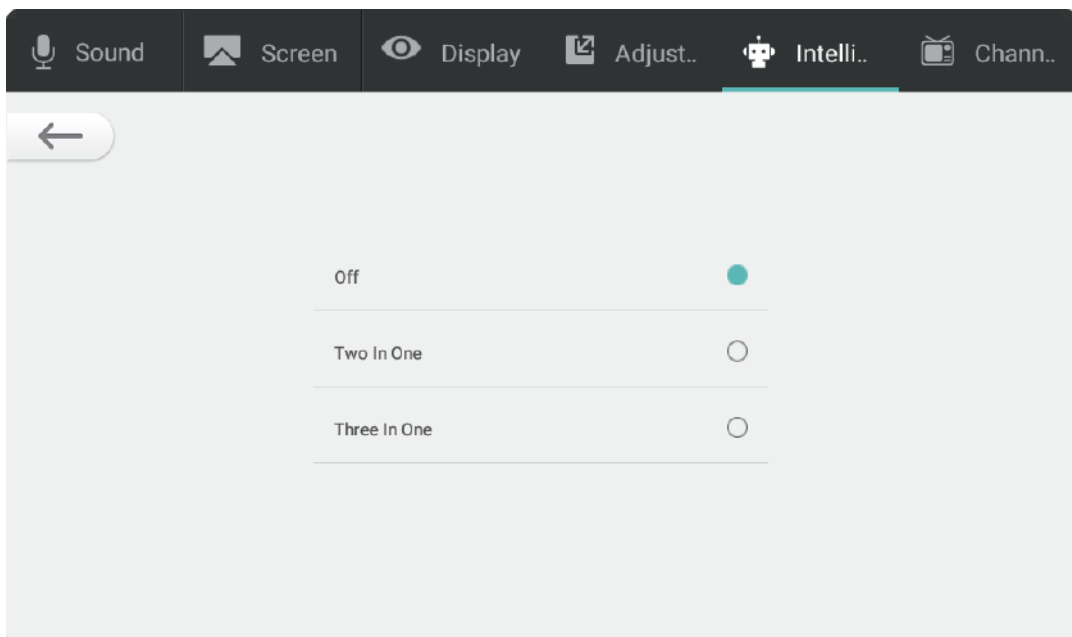 Sound Screen Display Adjust.. Intelli.. Chann..
Off
Two In One
Three In One